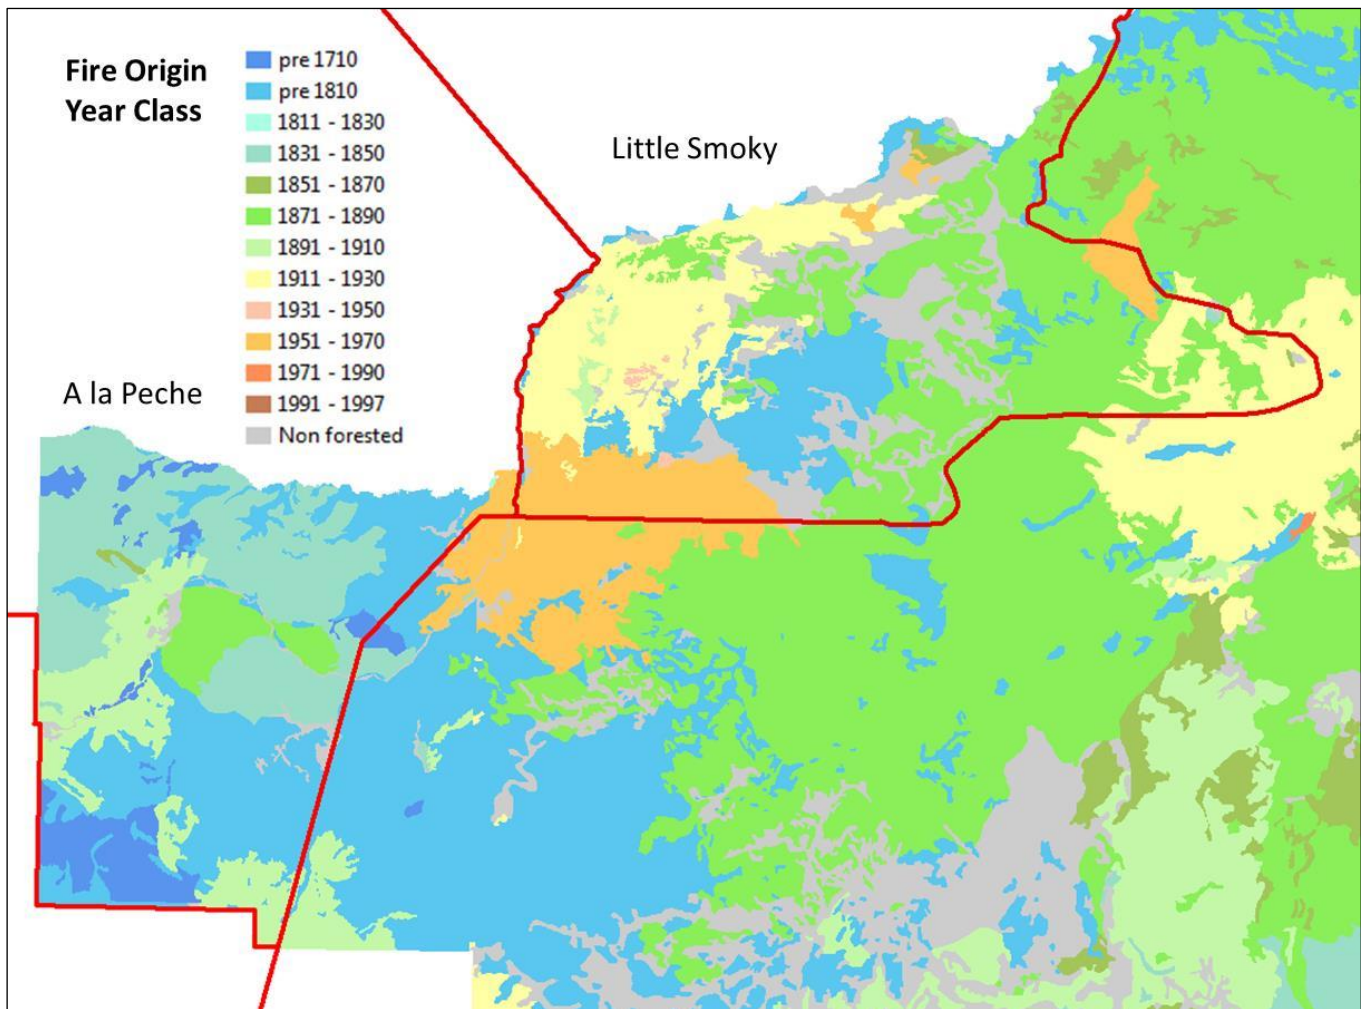 Fire Origin
Year Class
pre 1710
pre 1810
1811 - 1830
1831 - 1850
1851 - 1870
1871 - 1890
1891 - 1910
1911 - 1930
1931 - 1950
1951 - 1970
1971 - 1990
1991 - 1997
Non forested
Little Smoky
A la Peche